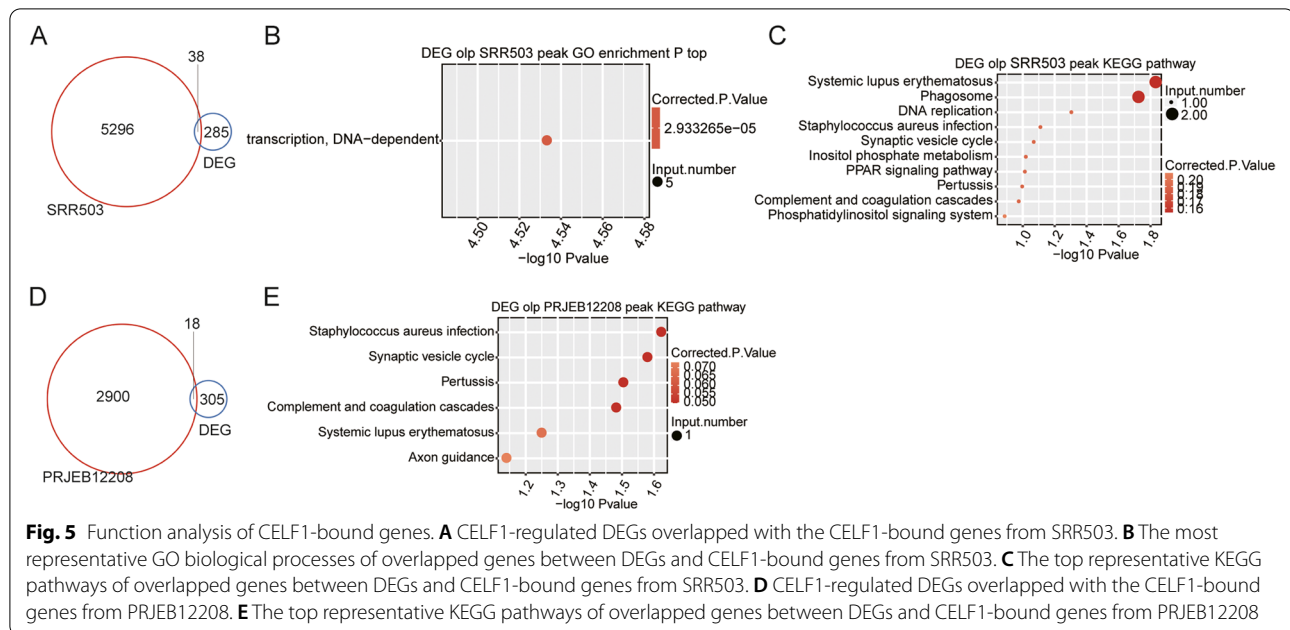 A
38
5296
285
DEG
SRR503
B
DEG olp SRR503 peak GO enrichment P top
transcription, DNA−dependent
4.50
4.52
4.54
4.56
4.58
−log10 Pvalue
Corrected.P.Value
2.933265e−05
Input.number
5
C
DEG olp SRR503 peak KEGG pathway
Systemic lupus erythematosus
Phagosome
DNA replication
Staphylococcus aureus infection
Synaptic vesicle cycle
Inositol phosphate metabolism
PPAR signaling pathway
Pertussis
Complement and coagulation cascades
Phosphatidylinositol signaling system
1.0
1.2
1.4
1.6
1.8
−log10 Pvalue
Input.number
1.00
2.00
Corrected.P.Value
0.20
0.19
0.18
0.17
0.16
D
18
2900
305
DEG
PRJEB12208
E
DEG olp PRJEB12208 peak KEGG pathway
Staphylococcus aureus infection
Synaptic vesicle cycle
Pertussis
Complement and coagulation cascades
Systemic lupus erythematosus
Axon guidance
1.2
1.3
1.4
1.5
1.6
−log10 Pvalue
Corrected.P.Value
0.070
0.065
0.060
0.055
0.050
Input.number
1
Fig. 5 Function analysis of CELF1-bound genes. A CELF1-regulated DEGs overlapped with the CELF1-bound genes from SRR503. B The most
representative GO biological processes of overlapped genes between DEGs and CELF1-bound genes from SRR503. C The top representative KEGG
pathways of overlapped genes between DEGs and CELF1-bound genes from SRR503. D CELF1-regulated DEGs overlapped with the CELF1-bound
genes from PRJEB12208. E The top representative KEGG pathways of overlapped genes between DEGs and CELF1-bound genes from PRJEB12208